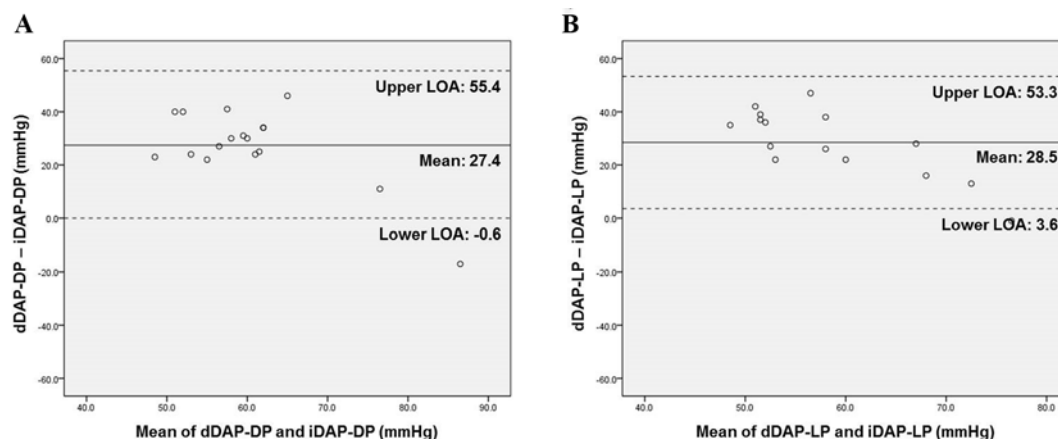 A
dDAP-DP – iDAP-DP (mmHg)
60.0
40.0
20.0
0.0
-20.0
-40.0
-60.0
Upper LOA: 55.4
Mean: 27.4
Lower LOA: -0.6
40.0 50.0 60.0 70.0 80.0 90.0
Mean of dDAP-DP and iDAP-DP (mmHg)
B
dDAP-LP – iDAP-LP (mmHg)
60.0
40.0
20.0
0.0
-20.0
-40.0
-60.0
Upper LOA: 53.3
Mean: 28.5
Lower LOA: 3.6
40.0 50.0 60.0 70.0 80.0
Mean of dDAP-LP and iDAP-LP (mmHg)